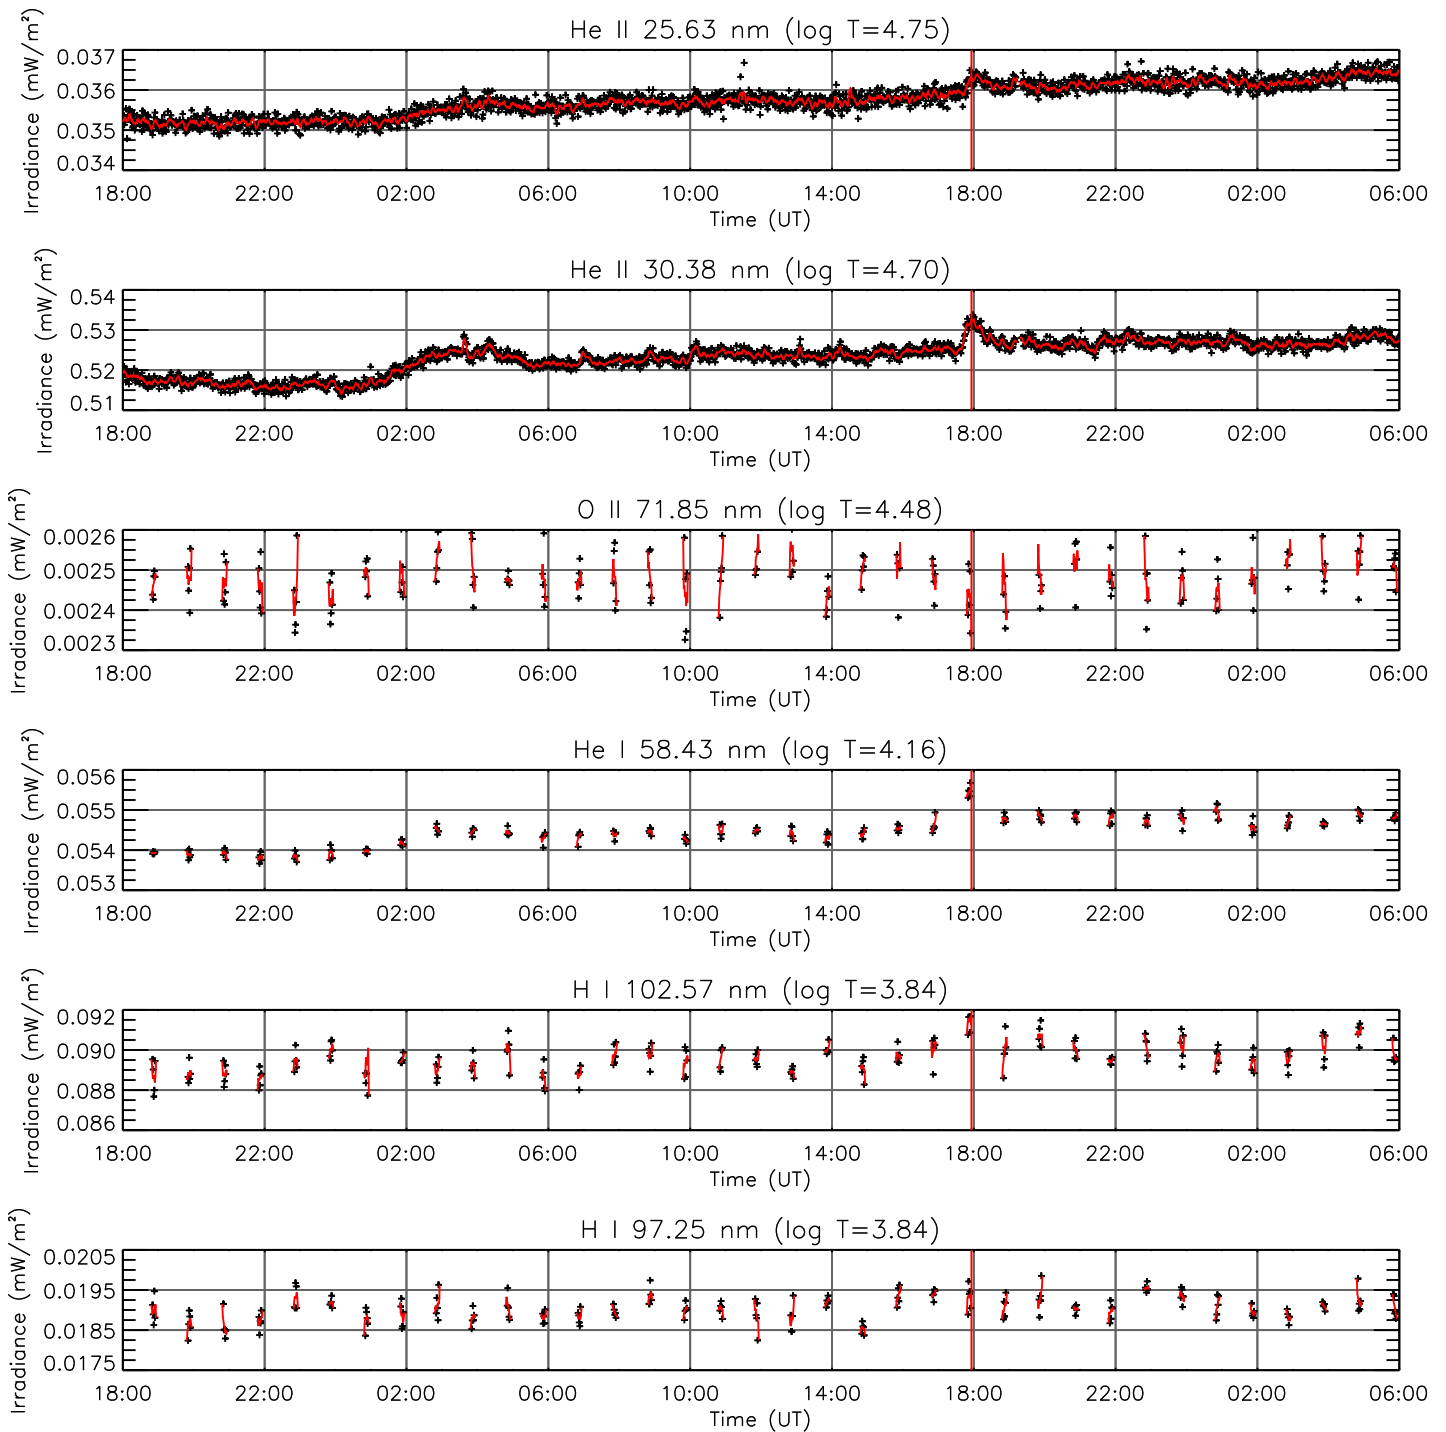 He II 25.63 nm (log T=4.75)
Irradiance (mW/m²)
0.037
0.036
0.035
0.034
18:00 22:00 02:00 06:00 10:00 14:00 18:00 22:00 02:00 06:00
Time (UT)
He II 30.38 nm (log T=4.70)
Irradiance (mW/m²)
0.54
0.53
0.52
0.51
18:00 22:00 02:00 06:00 10:00 14:00 18:00 22:00 02:00 06:00
Time (UT)
O II 71.85 nm (log T=4.48)
Irradiance (mW/m²)
0.0026
0.0025
0.0024
0.0023
18:00 22:00 02:00 06:00 10:00 14:00 18:00 22:00 02:00 06:00
Time (UT)
He I 58.43 nm (log T=4.16)
Irradiance (mW/m²)
0.056
0.055
0.054
0.053
18:00 22:00 02:00 06:00 10:00 14:00 18:00 22:00 02:00 06:00
Time (UT)
H I 102.57 nm (log T=3.84)
Irradiance (mW/m²)
0.092
0.090
0.088
0.086
18:00 22:00 02:00 06:00 10:00 14:00 18:00 22:00 02:00 06:00
Time (UT)
H I 97.25 nm (log T=3.84)
Irradiance (mW/m²)
0.0205
0.0195
0.0185
0.0175
18:00 22:00 02:00 06:00 10:00 14:00 18:00 22:00 02:00 06:00
Time (UT)